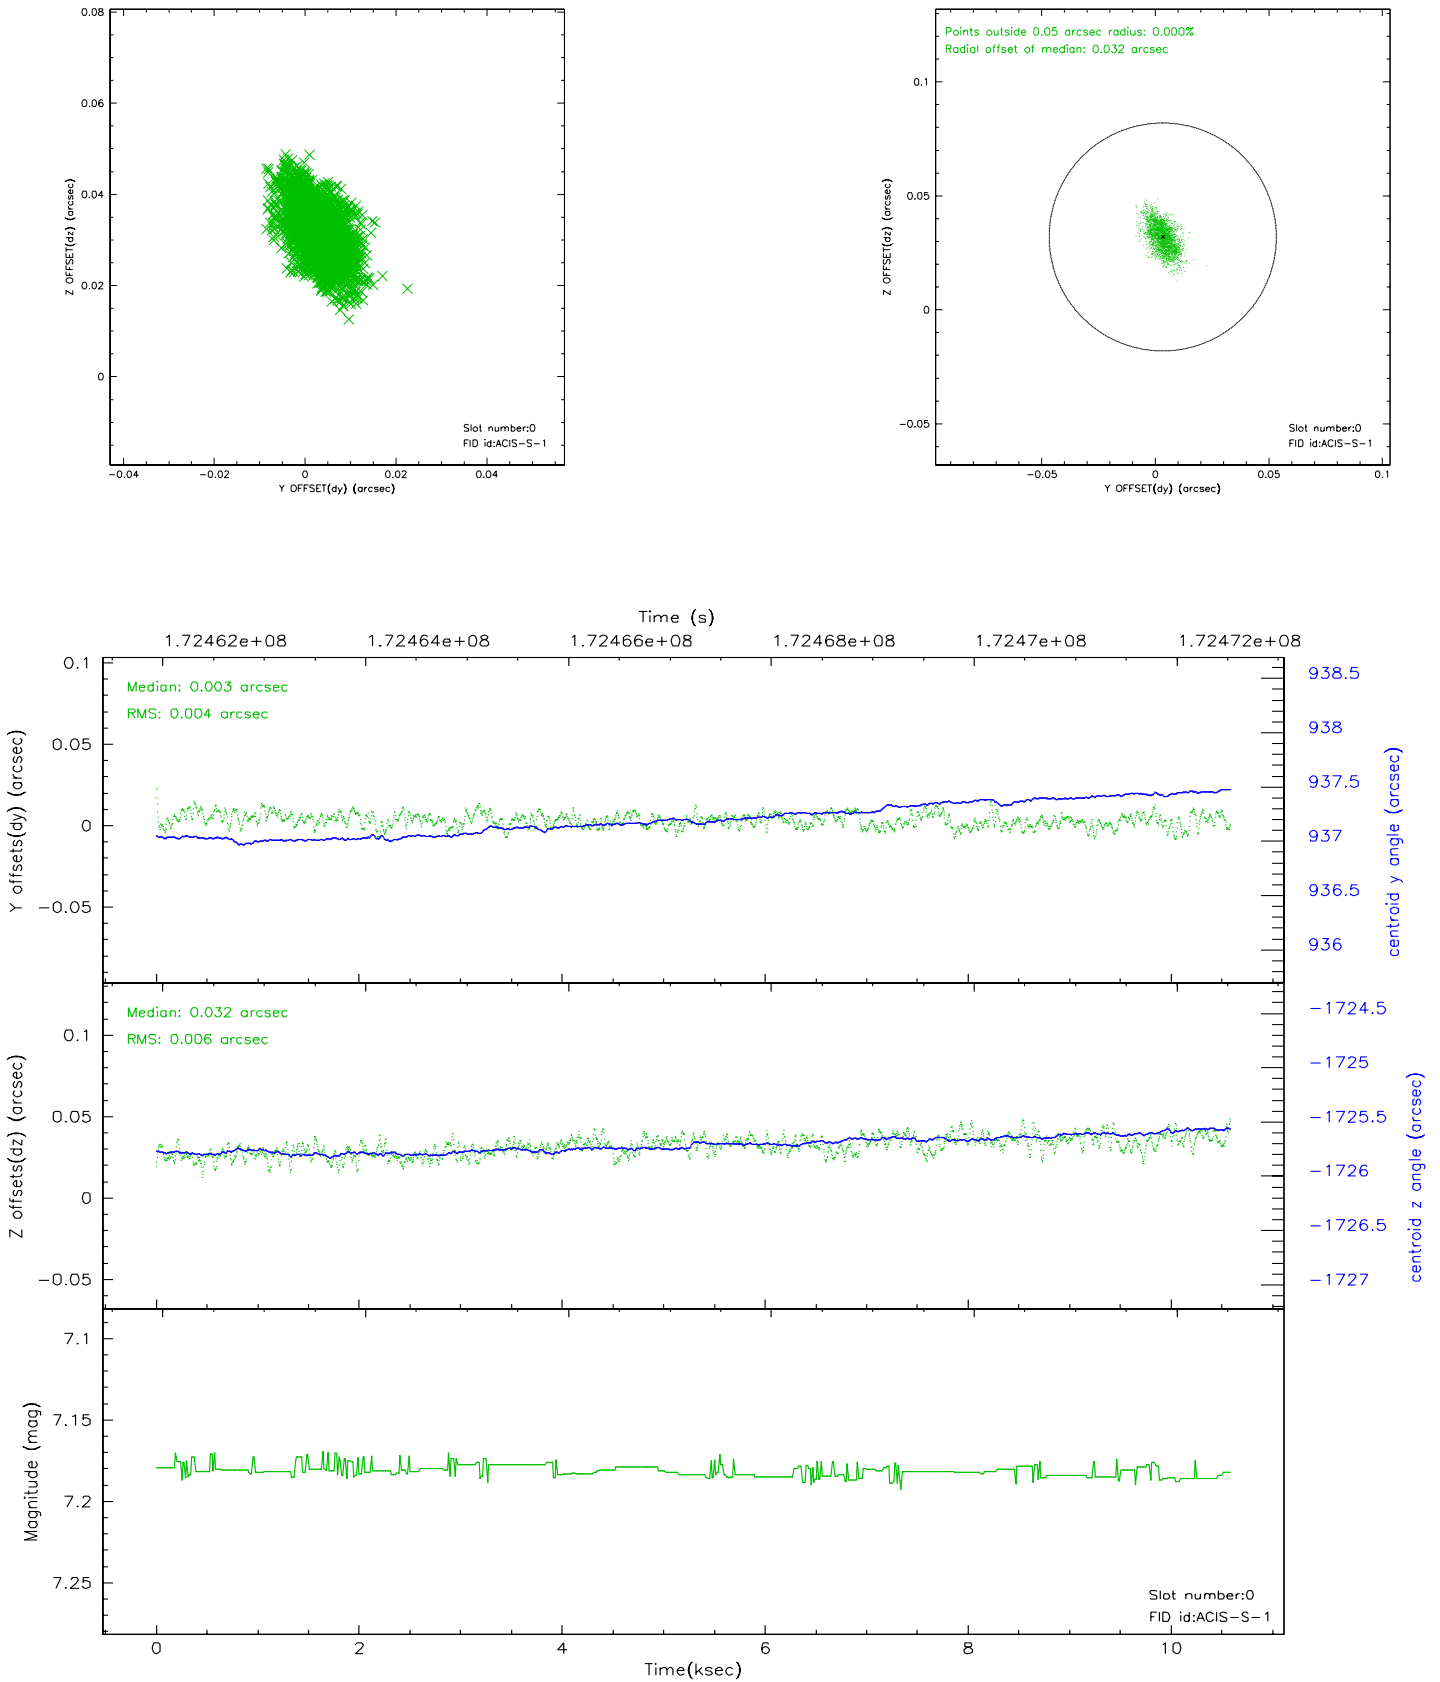 0.08
0.06
0.04
0.02
0
Z OFFSET(dz) (arcsec)
Slot number:0
FID id:ACIS-S-1
-0.04
-0.02
0
0.02
0.04
Y OFFSET(dy) (arcsec)
Points outside 0.05 arcsec radius: 0.000%
Radial offset of median: 0.032 arcsec
0.1
0.05
0
-0.05
Z OFFSET(dz) (arcsec)
Slot number:0
FID id:ACIS-S-1
-0.05
0
0.05
0.1
Y OFFSET(dy) (arcsec)
Time (s)
1.72462e+08
1.72464e+08
1.72466e+08
1.72468e+08
1.7247e+08
1.72472e+08
Median: 0.003 arcsec
RMS: 0.004 arcsec
0.1
0.05
0
-0.05
Y offsets(dy) (arcsec)
938.5
938
937.5
937
936.5
936
centroid y angle (arcsec)
Median: 0.032 arcsec
RMS: 0.006 arcsec
0.1
0.05
0
-0.05
Z offsets(dz) (arcsec)
-1724.5
-1725
-1725.5
-1726
-1726.5
-1727
centroid z angle (arcsec)
7.1
7.15
7.2
7.25
Magnitude (mag)
Slot number:0
FID id:ACIS-S-1
0
2
4
6
8
10
Time(ksec)